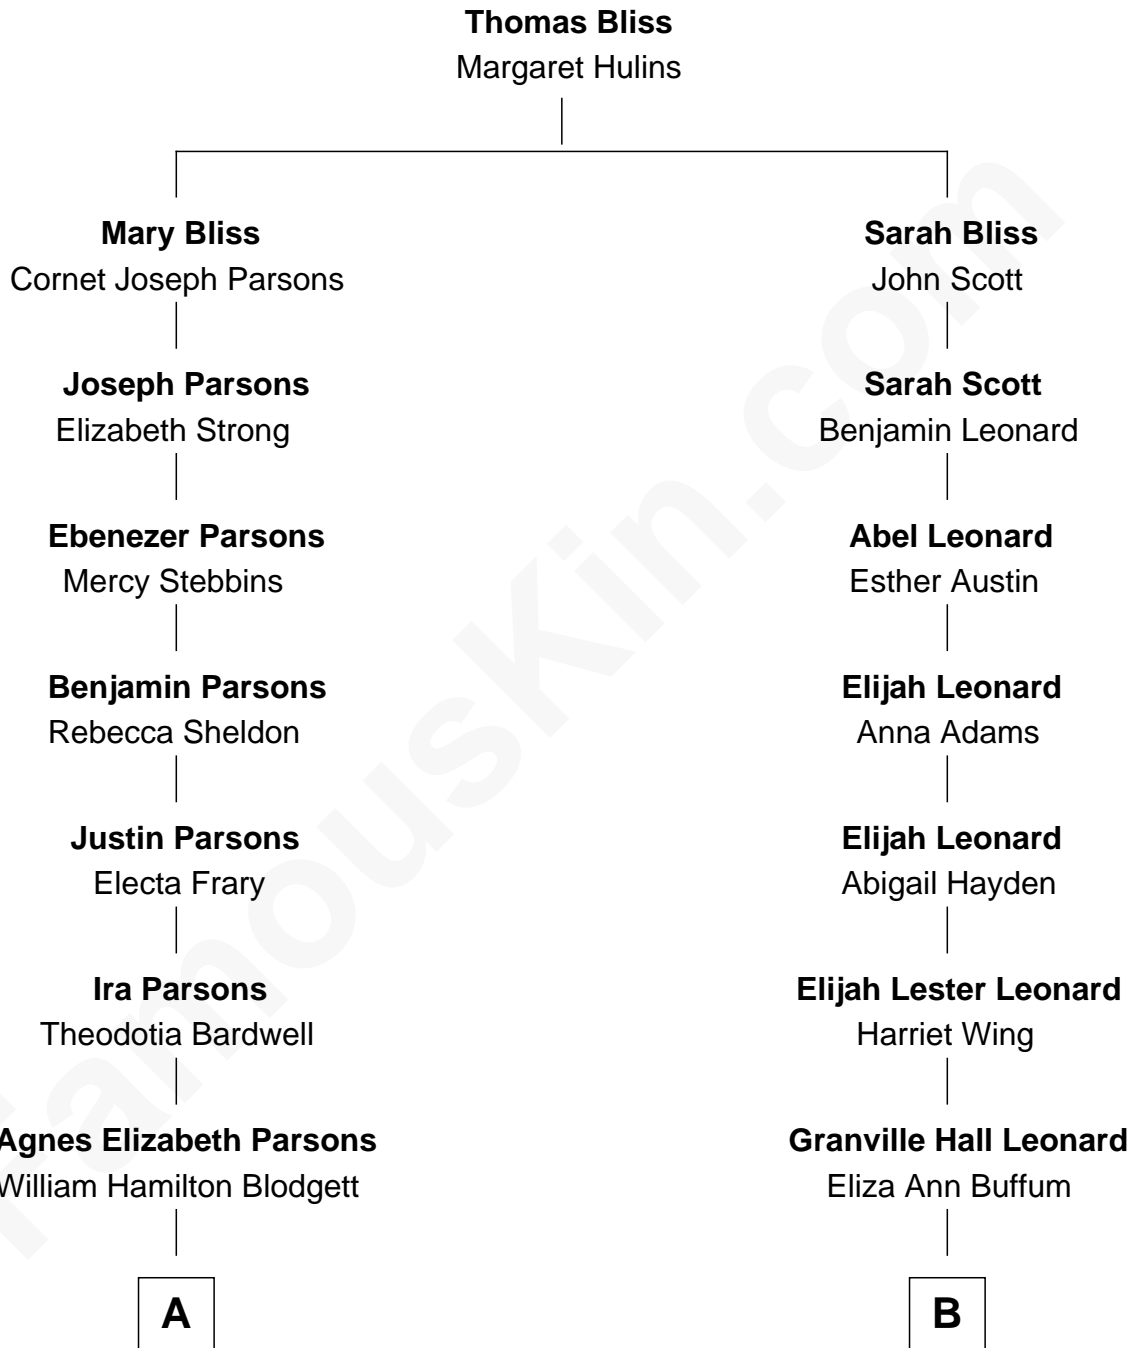 Thomas Bliss
Margaret Hulins
Mary Bliss
Cornet Joseph Parsons
Sarah Bliss
John Scott
Joseph Parsons
Elizabeth Strong
Sarah Scott
Benjamin Leonard
Ebenezer Parsons
Mercy Stebbins
Abel Leonard
Esther Austin
Benjamin Parsons
Rebecca Sheldon
Elijah Leonard
Anna Adams
Justin Parsons
Electa Frary
Elijah Leonard
Abigail Hayden
Ira Parsons
Theodotia Bardwell
Elijah Lester Leonard
Harriet Wing
Agnes Elizabeth Parsons
William Hamilton Blodgett
Granville Hall Leonard
Eliza Ann Buffum
A
B
FamousKin.com